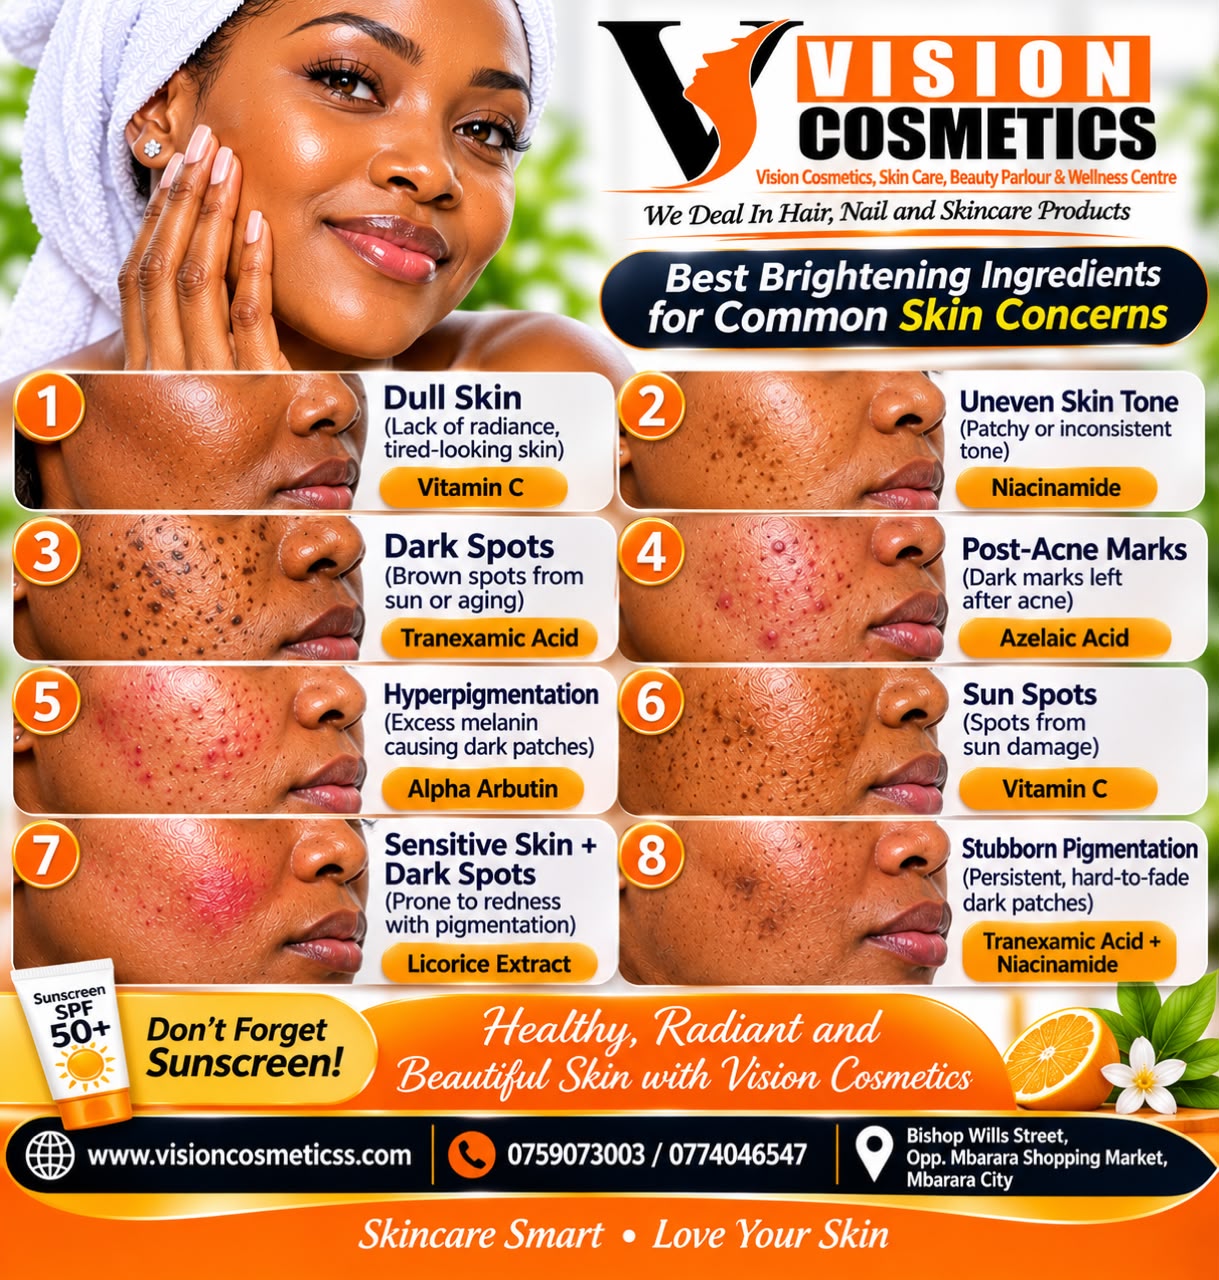 V VISION
COSMETICS
Vision Cosmetics, Skin Care, Beauty Parlour & Wellness Centre
We Deal In Hair, Nail and Skincare Products
Best Brightening Ingredients
for Common Skin Concerns
1
Dull Skin
(Lack of radiance,
tired-looking skin)
Vitamin C
2
Uneven Skin Tone
(Patchy or inconsistent
tone)
Niacinamide
3
Dark Spots
(Brown spots from
sun or aging)
Tranexamic Acid
4
Post-Acne Marks
(Dark marks left
after acne)
Azelaic Acid
5
Hyperpigmentation
(Excess melanin
causing dark patches)
Alpha Arbutin
6
Sun Spots
(Spots from
sun damage)
Vitamin C
7
Sensitive Skin +
Dark Spots
(Prone to redness
with pigmentation)
Licorice Extract
8
Stubborn Pigmentation
(Persistent, hard-to-fade
dark patches)
Tranexamic Acid +
Niacinamide
Sunscreen
SPF
50+
Don't Forget
Sunscreen!
Healthy, Radiant and
Beautiful Skin with Vision Cosmetics
www.visioncosmeticss.com
0759073003 / 0774046547
Bishop Wills Street,
Opp. Mbarara Shopping Market,
Mbarara City
Skincare Smart • Love Your Skin